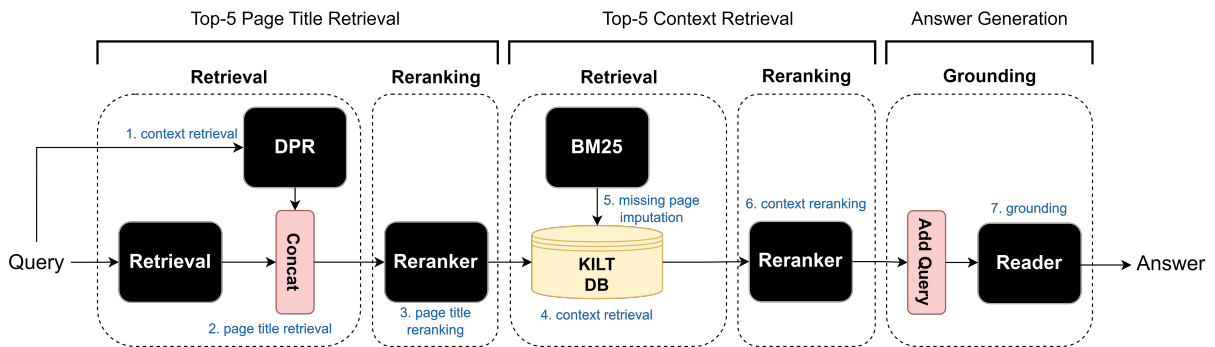 Top-5 Page Title Retrieval
Top-5 Context Retrieval
Answer Generation
Retrieval
Reranking
Retrieval
Reranking
Grounding
1. context retrieval
DPR
BM25
5. missing page
imputation
6. context reranking
7. grounding
Query
Retrieval
Concat
Reranker
KILT
DB
Reranker
Add Query
Reader
Answer
2. page title retrieval
3. page title
reranking
4. context retrieval